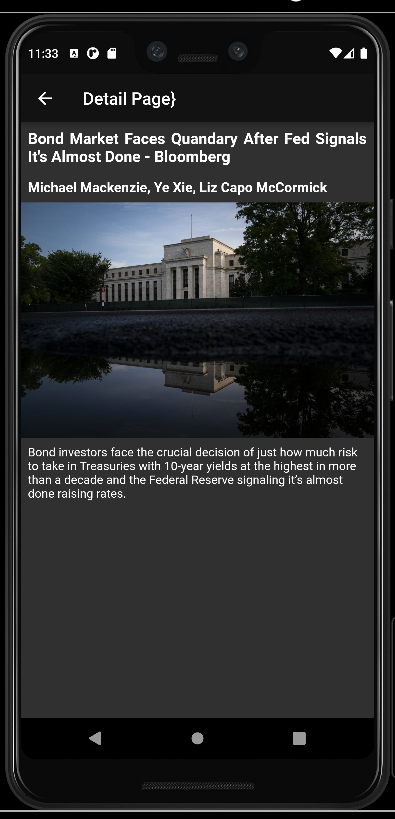 11:33
Detail Page}
Bond Market Faces Quandary After Fed Signals
It's Almost Done - Bloomberg
Michael Mackenzie, Ye Xie, Liz Capo McCormick
Bond investors face the crucial decision of just how much risk
to take in Treasuries with 10-year yields at the highest in more
than a decade and the Federal Reserve signaling it’s almost
done raising rates.